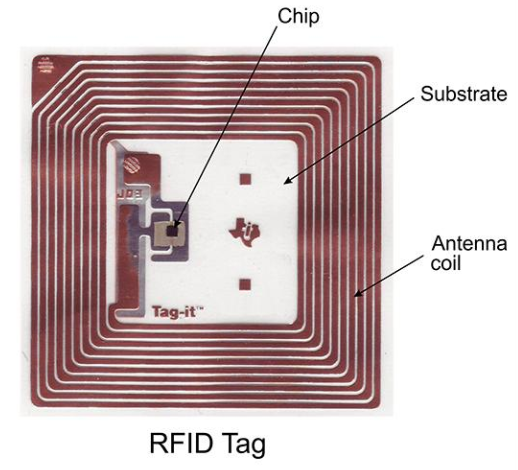 Chip
Substrate
Antenna
coil
Tag-it™
RFID Tag